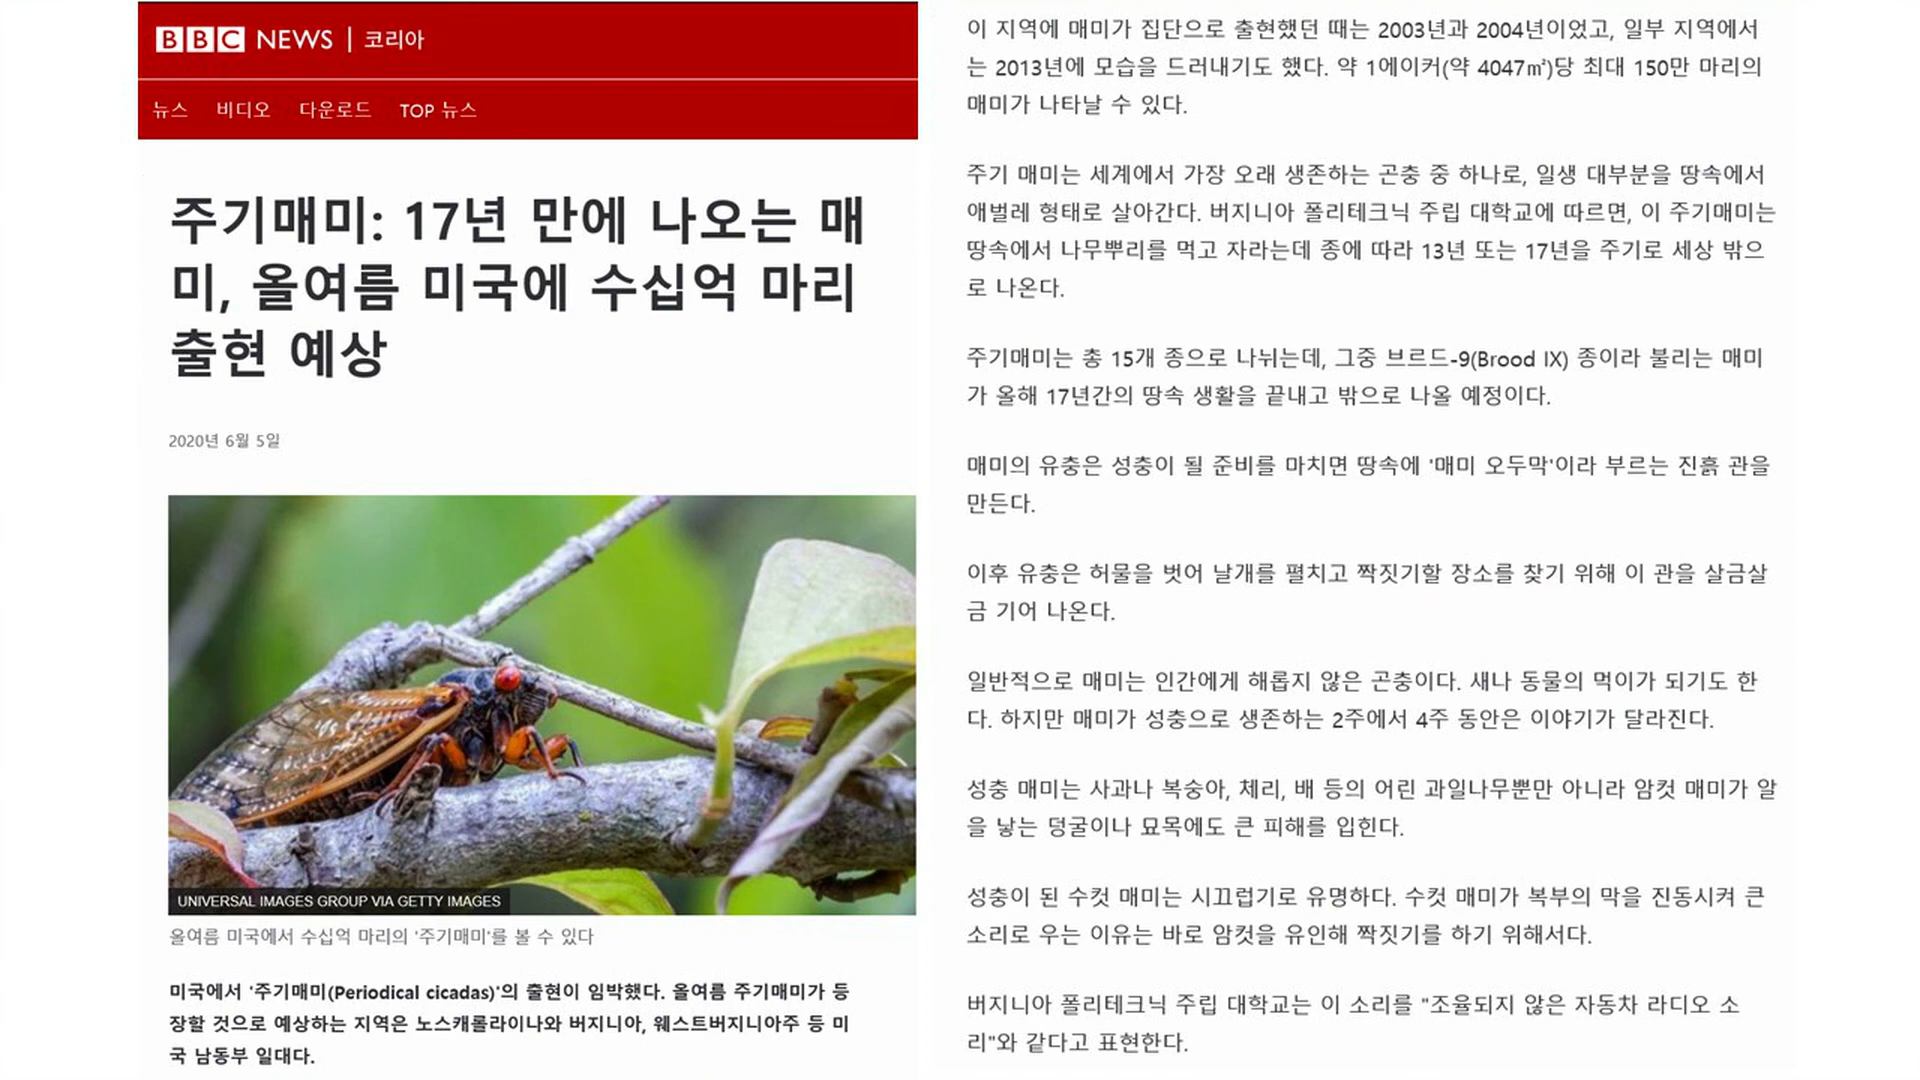 BBC NEWS | 코리아
뉴스 비디오 다운로드 TOP 뉴스
주기매미: 17년 만에 나오는 매
미, 올여름 미국에 수십억 마리
출현 예상
2020년 6월 5일
UNIVERSAL IMAGES GROUP VIA GETTY IMAGES
올여름 미국에서 수십억 마리의 '주기매미'를 볼 수 있다
미국에서 '주기매미(Periodical cicadas)'의 출현이 임박했다. 올여름 주기매미가 등
장할 것으로 예상하는 지역은 노스캐롤라이나와 버지니아, 웨스트버지니아주 등 미
국 남동부 일대다.
이 지역에 매미가 집단으로 출현했던 때는 2003년과 2004년이었고, 일부 지역에서
는 2013년에 모습을 드러내기도 했다. 약 1에이커(약 4047㎡)당 최대 150만 마리의
매미가 나타날 수 있다.
주기 매미는 세계에서 가장 오래 생존하는 곤충 중 하나로, 일생 대부분을 땅속에서
애벌레 형태로 살아간다. 버지니아 폴리테크닉 주립 대학교에 따르면, 이 주기매미는
땅속에서 나무뿌리를 먹고 자라는데 종에 따라 13년 또는 17년을 주기로 세상 밖으
로 나온다.
주기매미는 총 15개 종으로 나뉘는데, 그중 브르드-9(Brood IX) 종이라 불리는 매미
가 올해 17년간의 땅속 생활을 끝내고 밖으로 나올 예정이다.
매미의 유충은 성충이 될 준비를 마치면 땅속에 '매미 오두막'이라 부르는 진흙 관을
만든다.
이후 유충은 허물을 벗어 날개를 펼치고 짝짓기할 장소를 찾기 위해 이 관을 살금살
금 기어 나온다.
일반적으로 매미는 인간에게 해롭지 않은 곤충이다. 새나 동물의 먹이가 되기도 한
다. 하지만 매미가 성충으로 생존하는 2주에서 4주 동안은 이야기가 달라진다.
성충 매미는 사과나 복숭아, 체리, 배 등의 어린 과일나무뿐만 아니라 암컷 매미가 알
을 낳는 덩굴이나 묘목에도 큰 피해를 입힌다.
성충이 된 수컷 매미는 시끄럽기로 유명하다. 수컷 매미가 복부의 막을 진동시켜 큰
소리로 우는 이유는 바로 암컷을 유인해 짝짓기를 하기 위해서다.
버지니아 폴리테크닉 주립 대학교는 이 소리를 "조율되지 않은 자동차 라디오 소
리"와 같다고 표현한다.